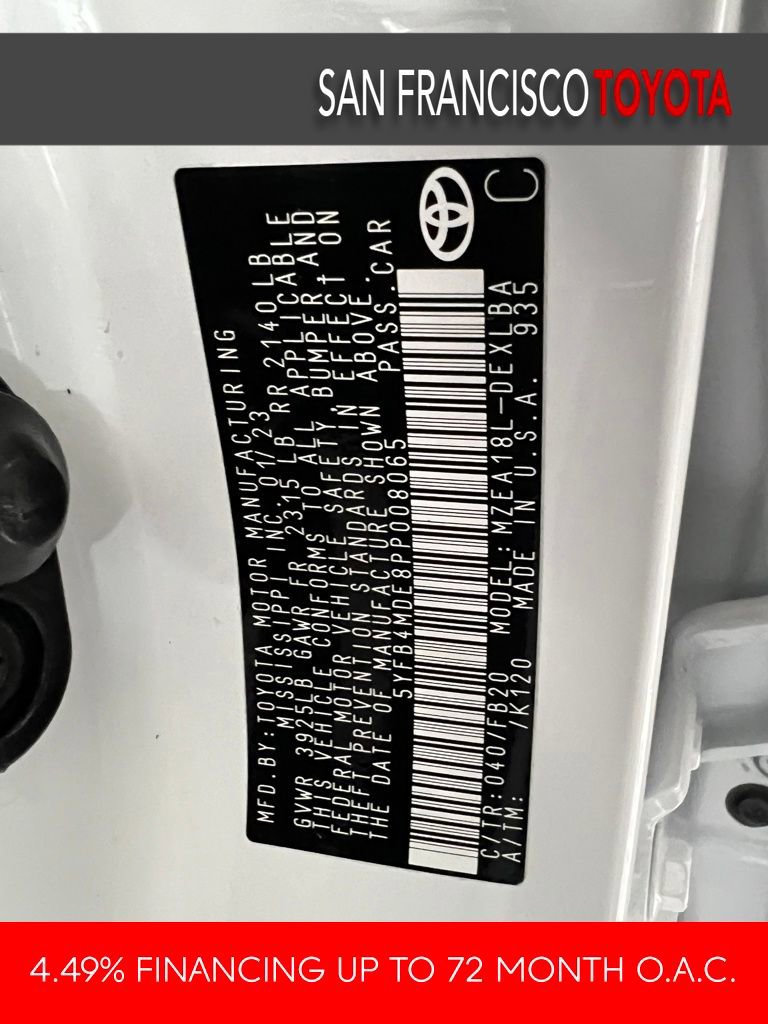 SAN FRANCISCO TOYOTA
MFD.BY:TOYOTA MOTOR MANUFACTURING
MISSISSIPPI INC. 01/23
GVWR 3925LB GAWR FR 2315 LB RR 2140LB
THIS VEHICLE CONFORMS TO ALL APPLICABLE
FEDERAL MOTOR VEHICLE SAFETY, BUMPER, AND
THEFT PREVENTION STANDARDS IN EFFECT ON
THE DATE OF MANUFACTURE SHOWN ABOVE.
5YFB4MDE8PP008065 PASS.CAR
C/TR:040/FB20 MODEL:MZEA18L-DEXLBA
A/TM: /K120 MADE IN U.S.A. 935
C
4.49% FINANCING UP TO 72 MONTH O.A.C.